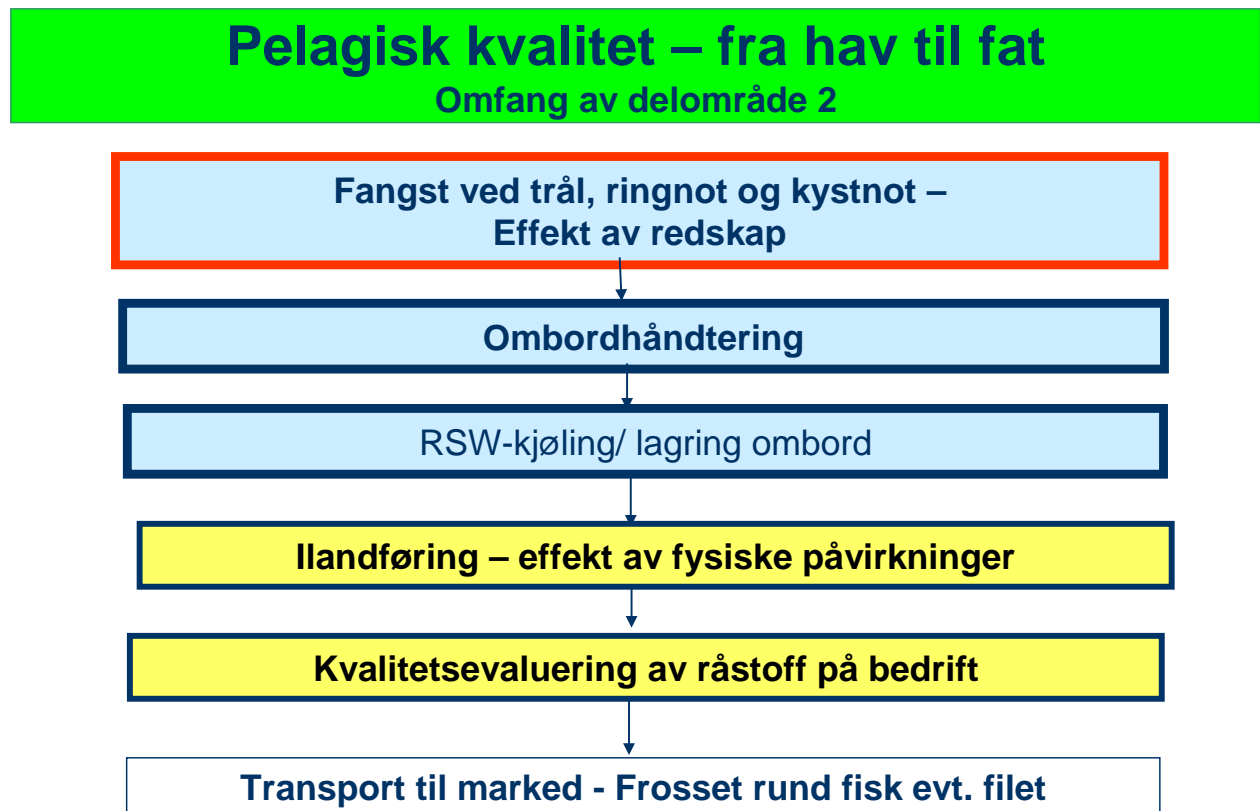 Pelagisk kvalitet – fra hav til fat
Omfang av delområde 2
Fangst ved trål, ringnot og kystnot –
Effekt av redskap
Ombordhåndtering
RSW-kjøling/ lagring ombord
Ilandføring – effekt av fysiske påvirkninger
Kvalitetsevaluering av råstoff på bedrift
Transport til marked - Frosset rund fisk evt. filet